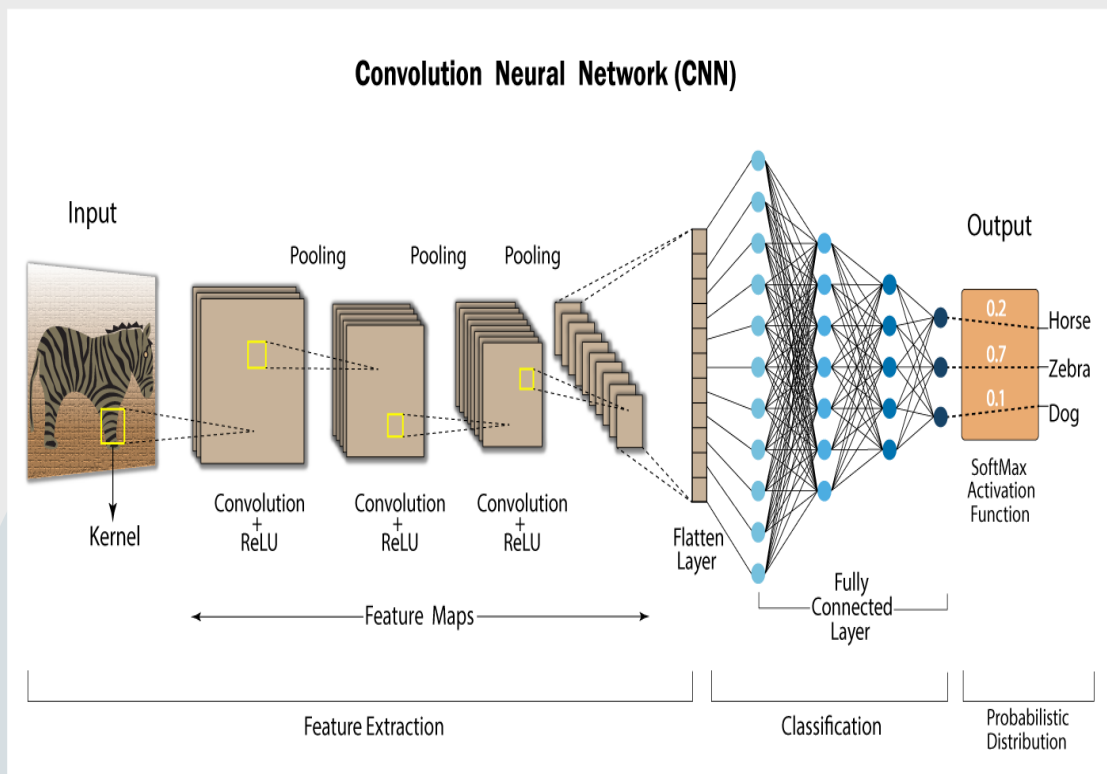 Convolution Neural Network (CNN)
Input
Output
Pooling
Pooling
Pooling
0.2
Horse
0.7
Zebra
0.1
Dog
Kernel
Convolution
+
ReLU
Convolution
+
ReLU
Convolution
+
ReLU
Flatten
Layer
SoftMax
Activation
Function
Feature Maps
Fully
Connected
Layer
Feature Extraction
Classification
Probabilistic
Distribution